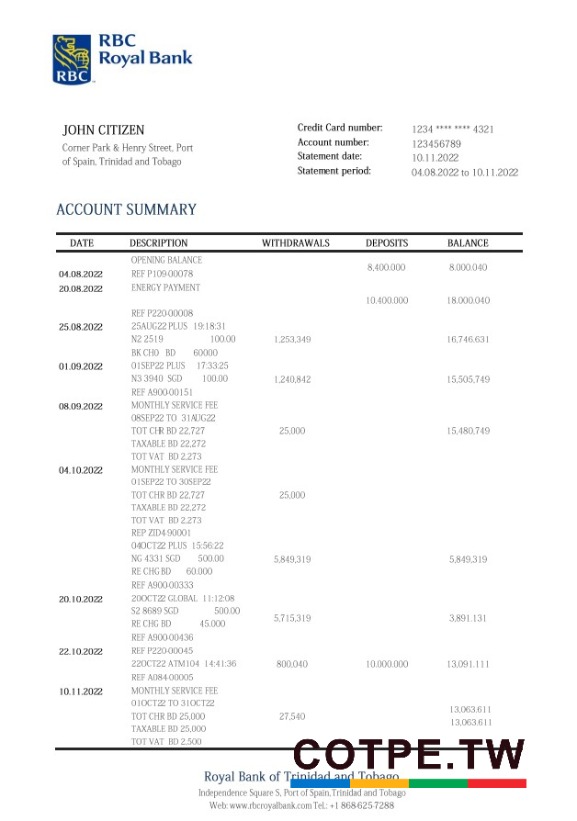 RBC
Royal Bank
RBC
JOHN CITIZEN
Corner Park & Henry Street, Port
of Spain, Trinidad and Tobago
Credit Card number: 1234 **** **** 4321
Account number: 123456789
Statement date: 10.11.2022
Statement period: 04.08.2022 to 10.11.2022
ACCOUNT SUMMARY
DATE DESCRIPTION WITHDRAWALS DEPOSITS BALANCE
OPENING BALANCE
8,400.000 8.000.040
04.08.2022 REF P109-00078
20.08.2022 ENERGY PAYMENT
10.400.000 18.000.040
REF P220-00008
25.08.2022 25AUG22 PLUS 19:18:31
N2 2519 100.00 1,253,349 16,746.631
BK CHO BD 60000
01.09.2022 01SEP22 PLUS 17:33:25
N3 3940 SGD 100.00 1,240,842 15,505,749
REF A900-00151
08.09.2022 MONTHLY SERVICE FEE
08SEP22 TO 31AUG22
TOT CHR BD 22,727 25,000 15,480,749
TAXABLE BD 22,272
TOT VAT BD 2,273
04.10.2022 MONTHLY SERVICE FEE
01SEP22 TO 30SEP22
TOT CHR BD 22,727 25,000
TAXABLE BD 22,272
TOT VAT BD 2,273
REP ZID4-90001
04OCT22 PLUS 15:56:22
NG 4331 SGD 500.00 5,849,319 5,849,319
RE CHG BD 60.000
REF A900-00333
20.10.2022 20OCT22 GLOBAL 11:12:08
S2 8689 SGD 500.00
5,715,319 3,891.131
RE CHG BD 45.000
REF A900-00436
22.10.2022 REF P220-00045
22OCT22 ATM104 14:41:36 800,040 10,000.000 13,091.111
REF A084-00005
10.11.2022 MONTHLY SERVICE FEE
01OCT22 TO 31OCT22
13,063.611
TOT CHR BD 25,000 27,540
13,063.611
TAXABLE BD 25,000
TOT VAT BD 2.500
COTPE.TW
Royal Bank of Trinidad and Tobago
Independence Square S, Port of Spain,Trinidad and Tobago
Web: www.rbcroyalbank.com Tel.: +1 868-625-7288